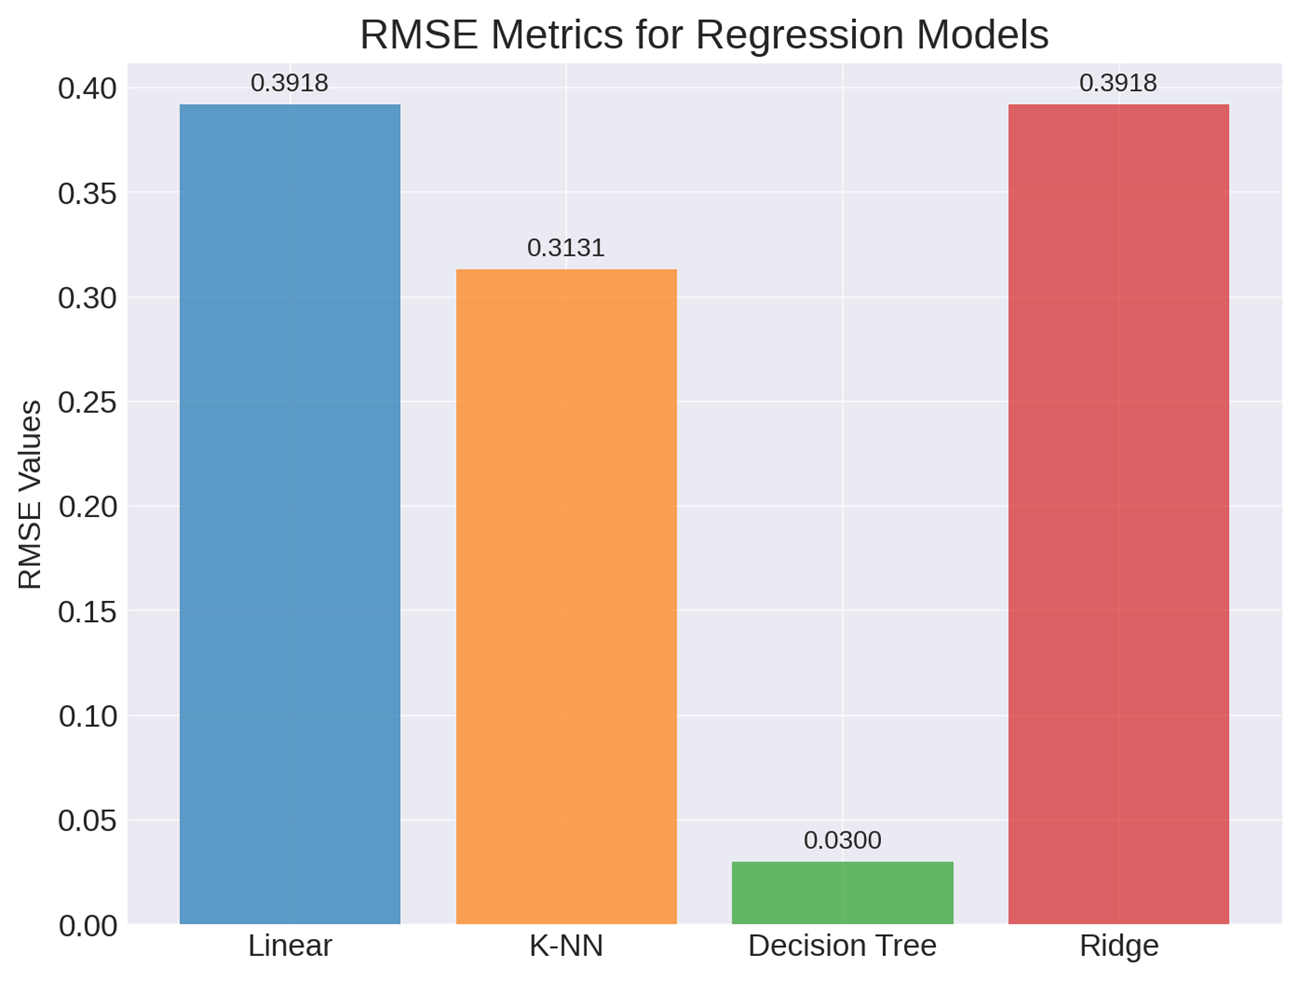 RMSE Metrics for Regression Models
RMSE Values
0.40
0.35
0.30
0.25
0.20
0.15
0.10
0.05
0.00
0.3918
0.3131
0.0300
0.3918
Linear
K-NN
Decision Tree
Ridge